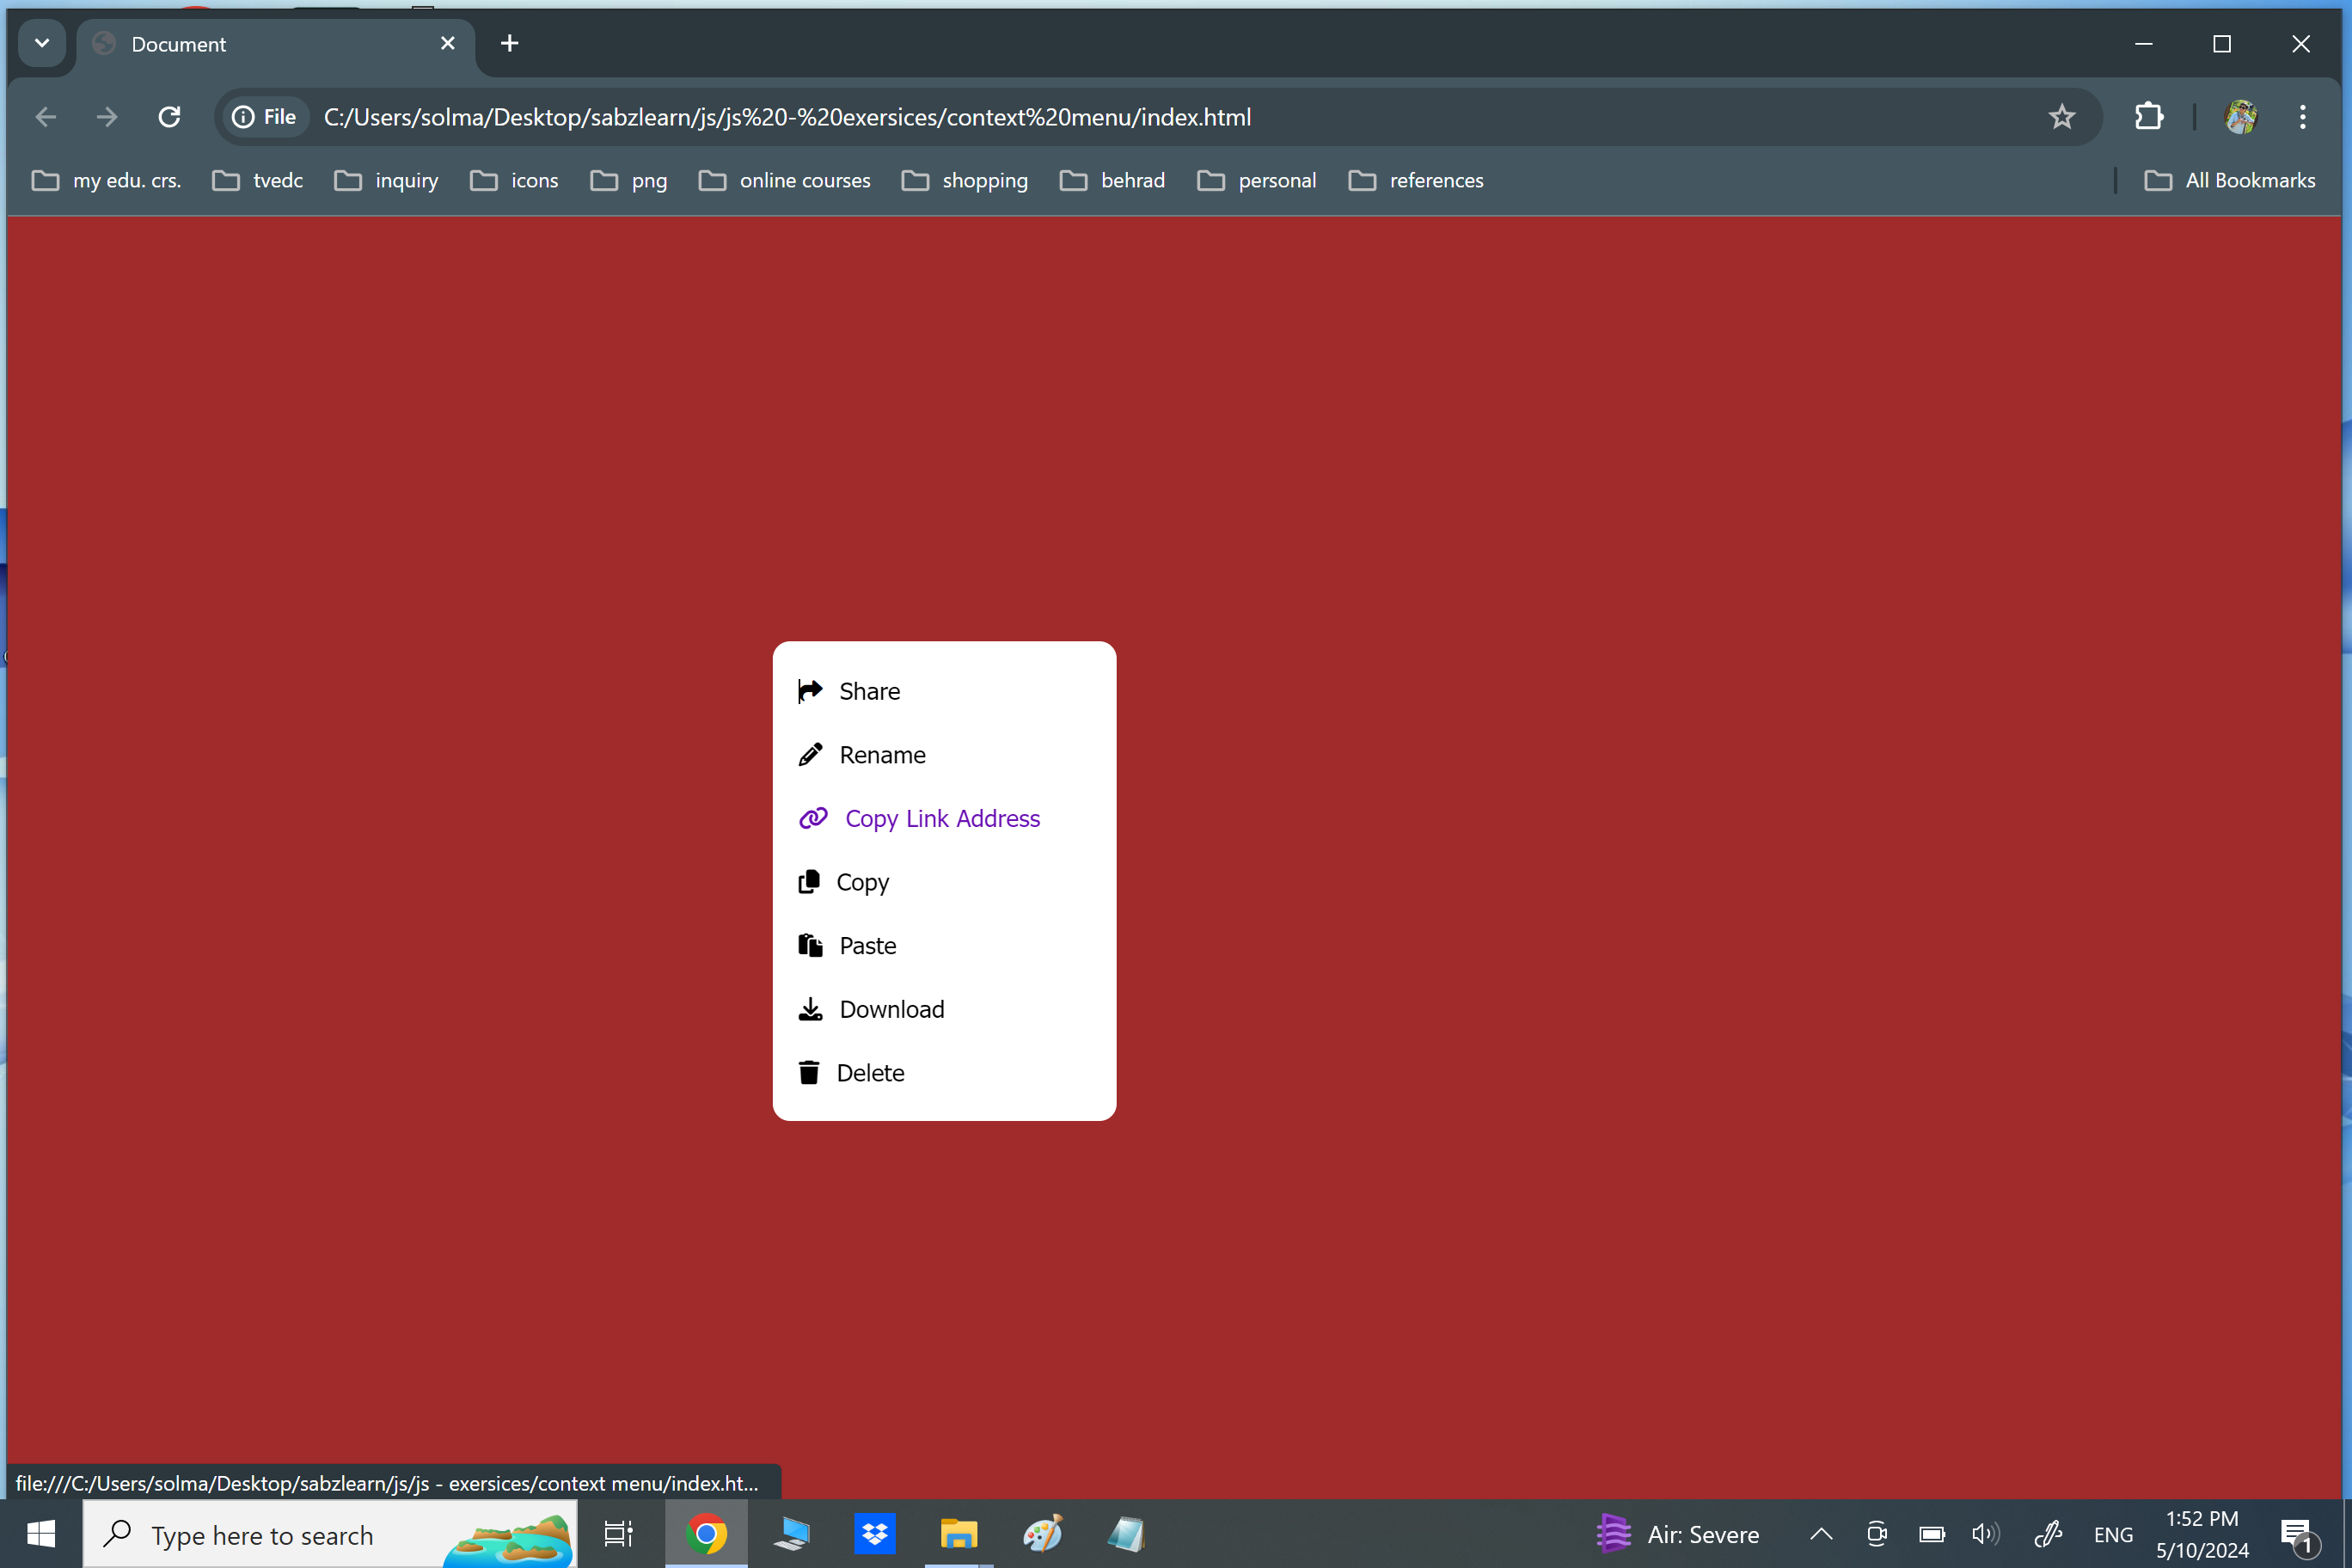 Document
File
C:/Users/solma/Desktop/sabzlearn/js/js%20-%20exersices/context%20menu/index.html
my edu. crs.
tvedc
inquiry
icons
png
online courses
shopping
behrad
personal
references
All Bookmarks
Share
Rename
Copy Link Address
Copy
Paste
Download
Delete
file:///C:/Users/solma/Desktop/sabzlearn/js/js - exersices/context menu/index.ht...
Type here to search
Air: Severe
ENG
1:52 PM
5/10/2024
1